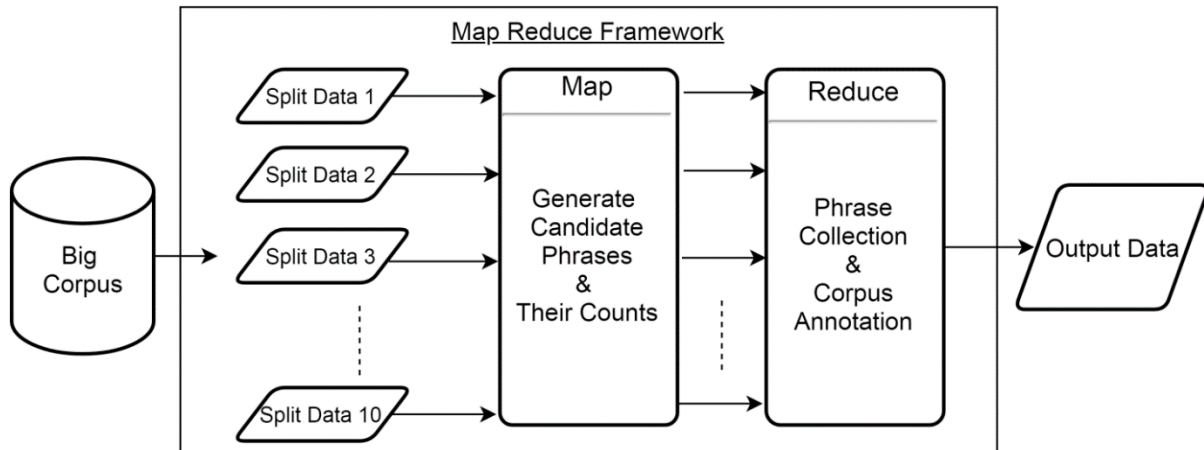 Map Reduce Framework
Split Data 1
Split Data 2
Split Data 3
Split Data 10
Big
Corpus
Map
Generate
Candidate
Phrases
&
Their Counts
Reduce
Phrase
Collection
&
Corpus
Annotation
Output Data